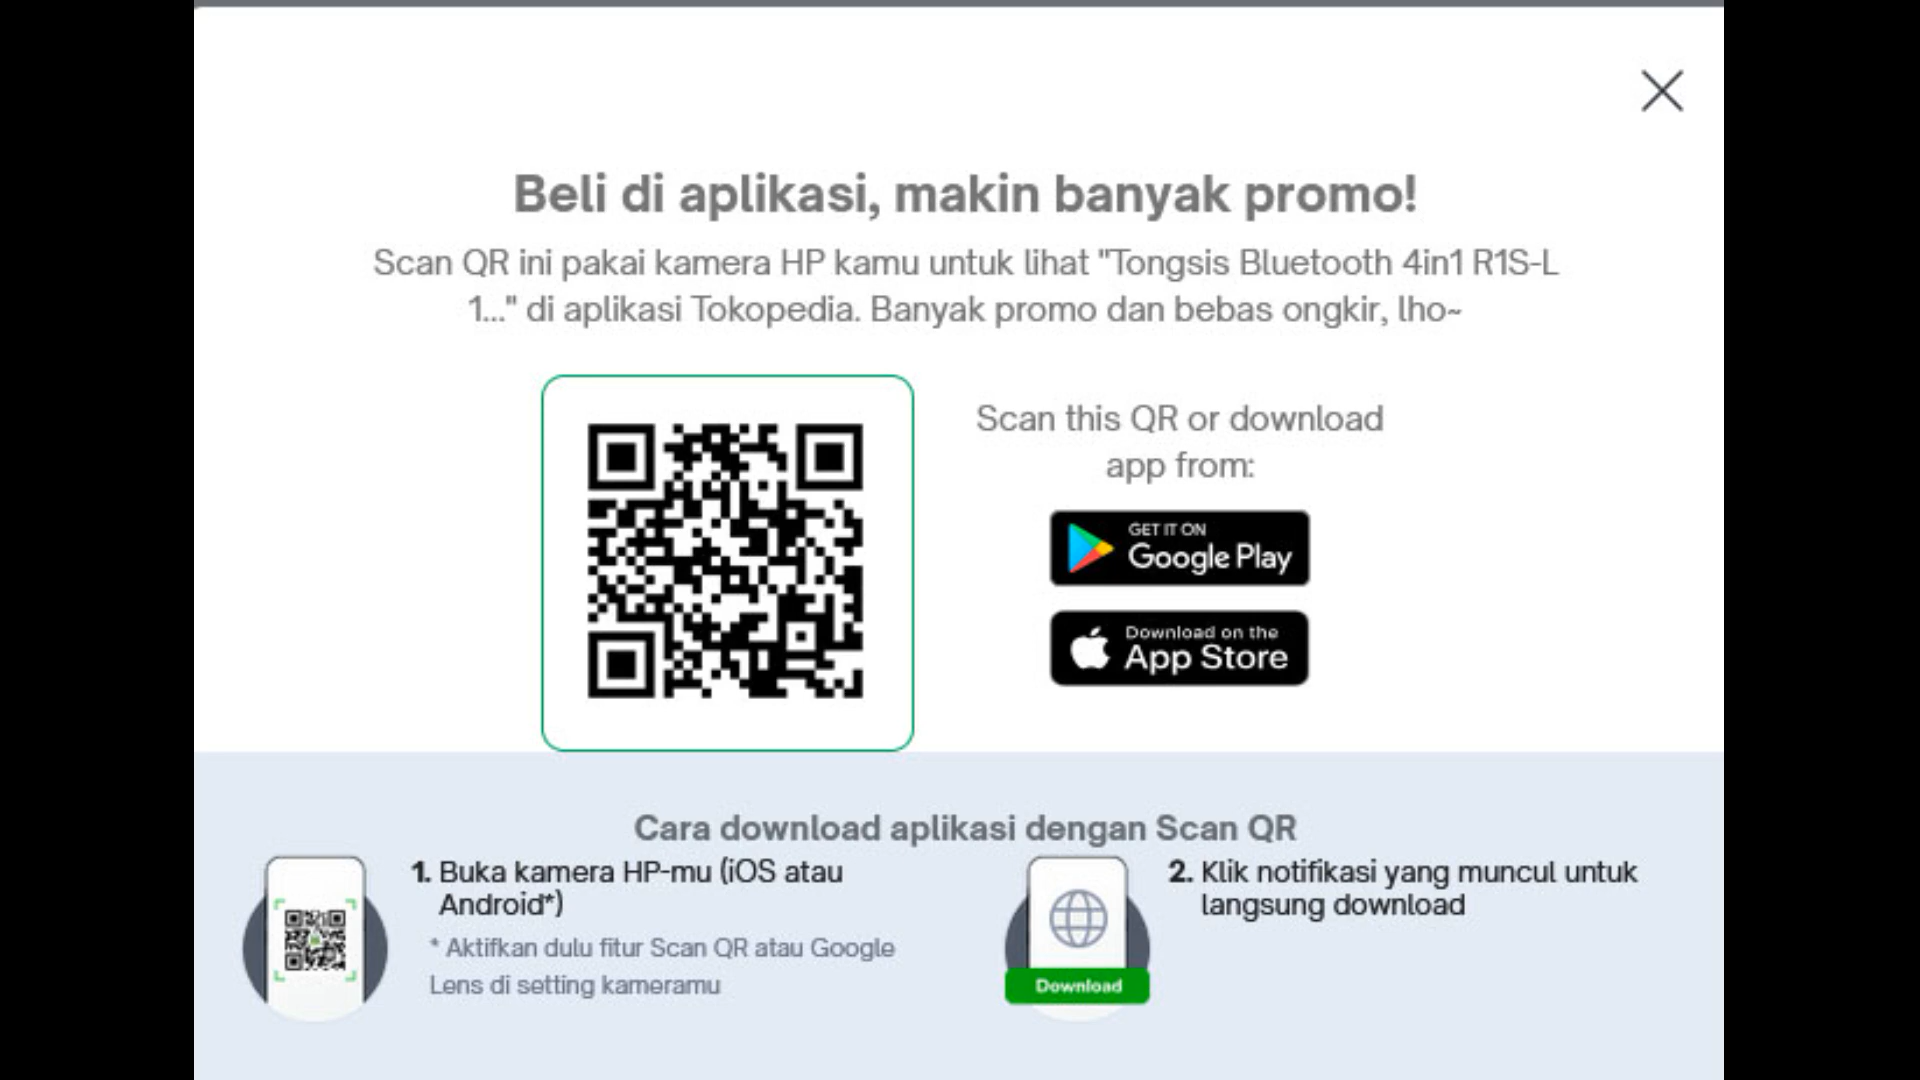 Beli di aplikasi, makin banyak promo!
Scan QR ini pakai kamera HP kamu untuk lihat "Tongsis Bluetooth 4in1 R1S-L
1..." di aplikasi Tokopedia. Banyak promo dan bebas ongkir, lho~
Scan this QR or download
app from:
GET IT ON
Google Play
Download on the
App Store
Cara download aplikasi dengan Scan QR
1. Buka kamera HP-mu (iOS atau
Android*)
* Aktifkan dulu fitur Scan QR atau Google
Lens di setting kameramu
2. Klik notifikasi yang muncul untuk
langsung download
Download